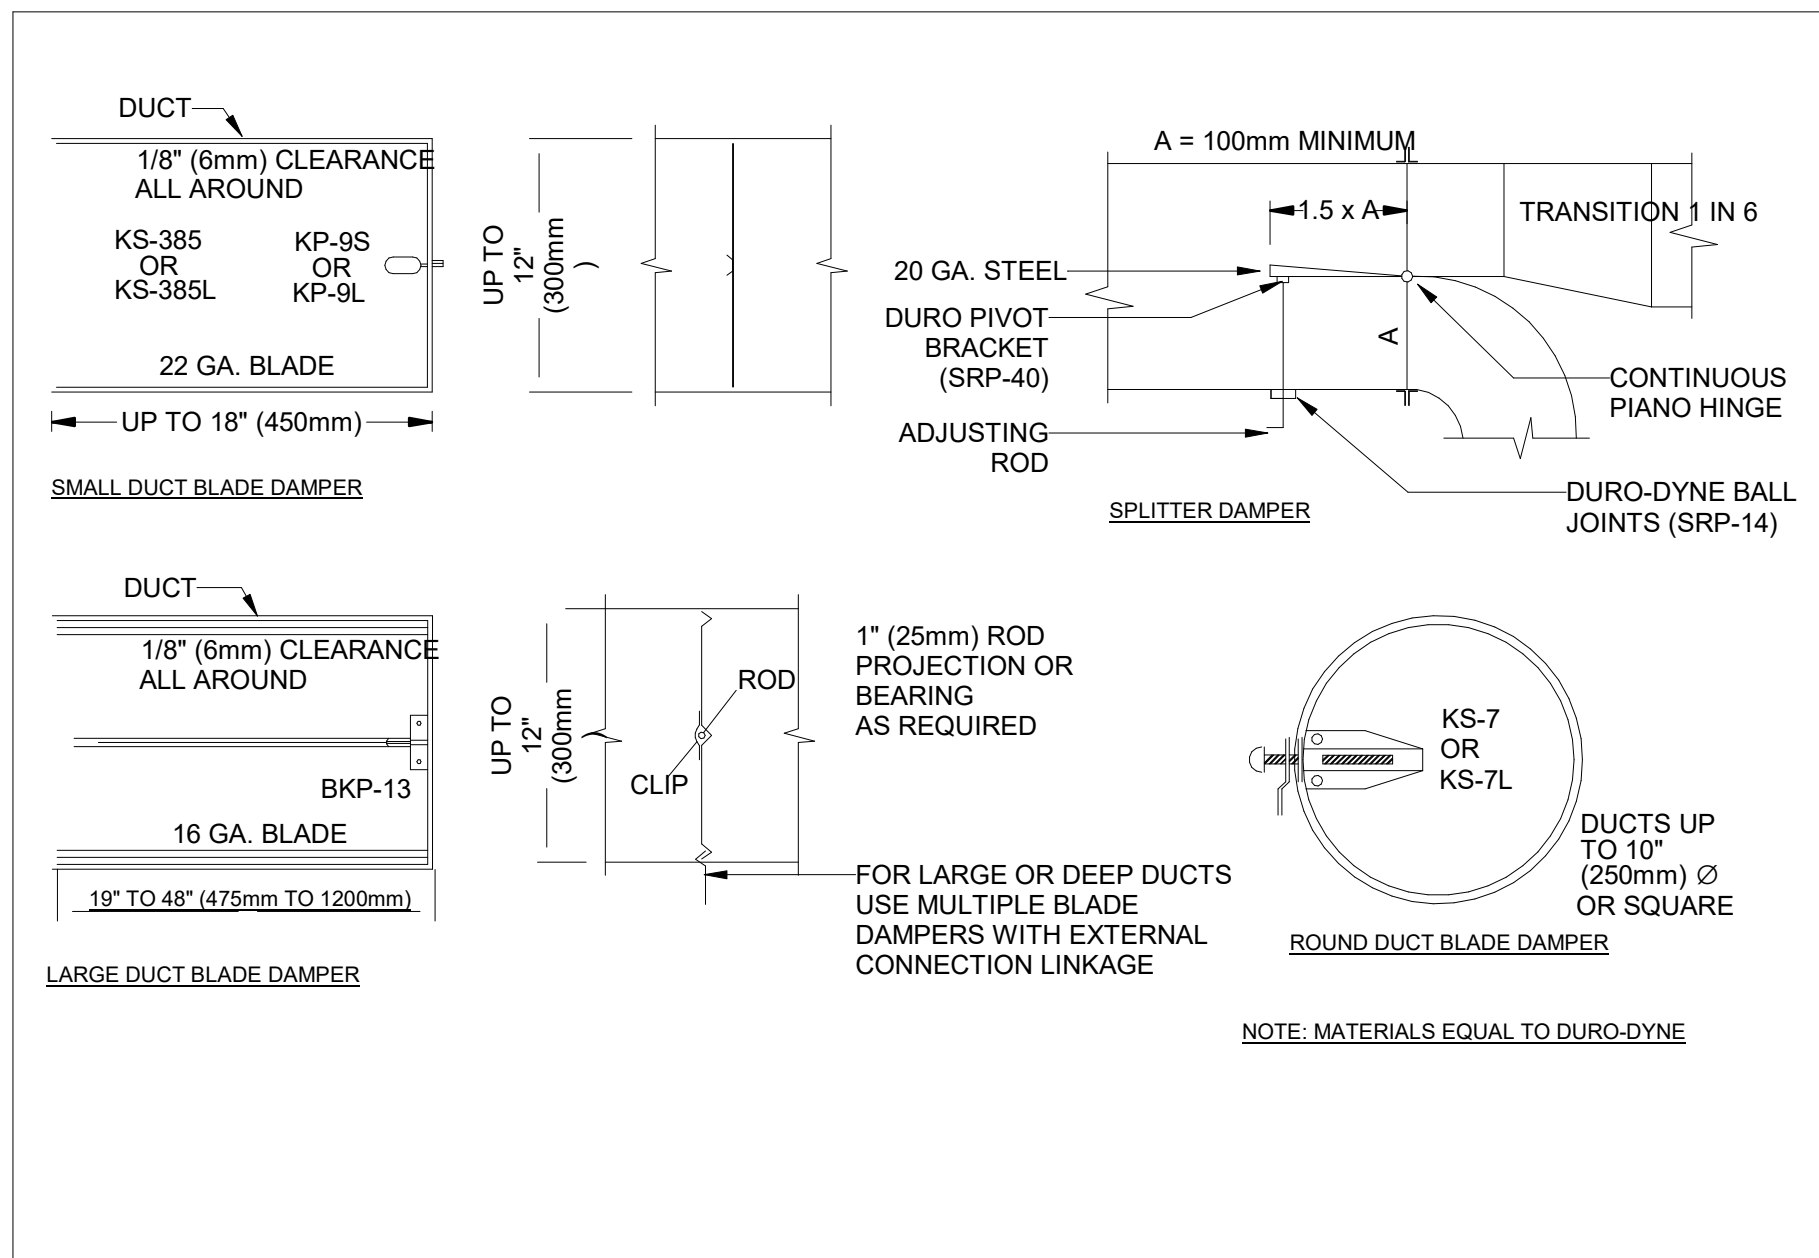 DUCT
1/8" (6mm) CLEARANCE
ALL AROUND
KS-385
OR
KS-385L
KP-9S
OR
KP-9L
22 GA. BLADE
UP TO 18" (450mm)
SMALL DUCT BLADE DAMPER
UP TO
12"
(300mm
)
A = 100mm MINIMUM
1.5 x A
TRANSITION 1 IN 6
20 GA. STEEL
DURO PIVOT
BRACKET
(SRP-40)
A
CONTINUOUS
PIANO HINGE
ADJUSTING
ROD
DURO-DYNE BALL
JOINTS (SRP-14)
SPLITTER DAMPER
DUCT
1/8" (6mm) CLEARANCE
ALL AROUND
BKP-13
16 GA. BLADE
19" TO 48" (475mm TO 1200mm)
LARGE DUCT BLADE DAMPER
UP TO
12"
(300mm
)
ROD
CLIP
1" (25mm) ROD
PROJECTION OR
BEARING
AS REQUIRED
FOR LARGE OR DEEP DUCTS
USE MULTIPLE BLADE
DAMPERS WITH EXTERNAL
CONNECTION LINKAGE
KS-7
OR
KS-7L
DUCTS UP
TO 10"
(250mm) Ø
OR SQUARE
ROUND DUCT BLADE DAMPER
NOTE: MATERIALS EQUAL TO DURO-DYNE